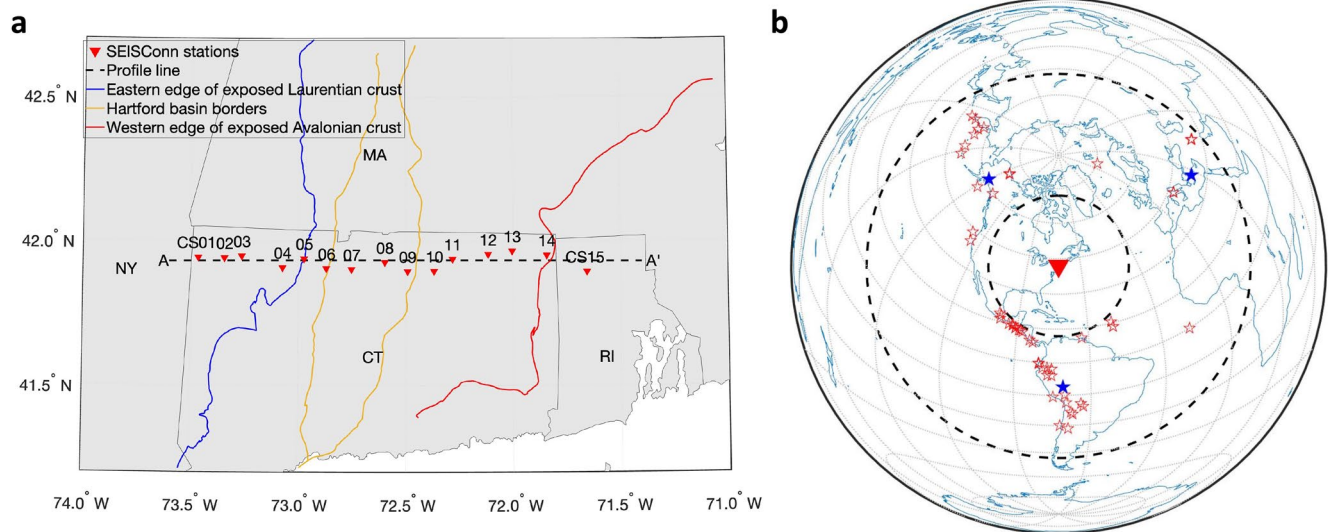 a
b
SEISConn stations
Profile line
Eastern edge of exposed Laurentian crust
Hartford basin borders
Western edge of exposed Avalonian crust
42.5° N
MA
42.0° N
CS01 02 03 04 05 06 07 08 09 10 11 12 13 14 CS15
NY A A'
CT RI
41.5° N
74.0° W 73.5° W 73.0° W 72.5° W 72.0° W 71.5° W 71.0° W